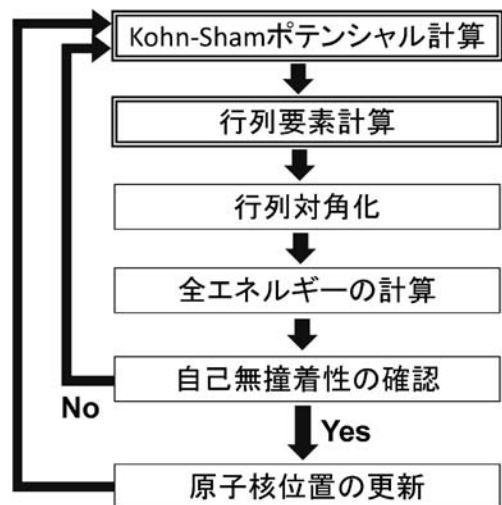 Kohn-Shamポテンシャル計算
行列要素計算
行列対角化
全エネルギーの計算
自己無撞着性の確認
No
Yes
原子核位置の更新